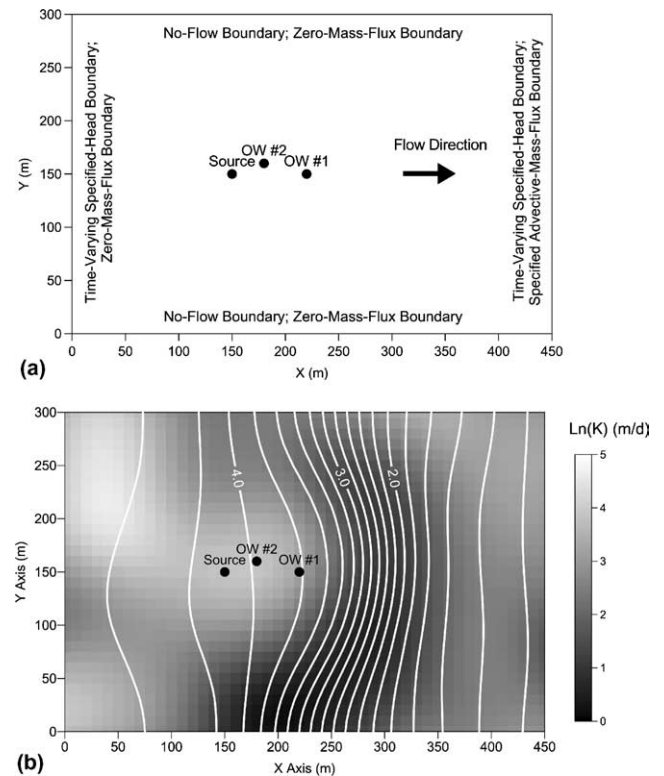 300
250
200
150
100
50
0
Y (m)
No-Flow Boundary; Zero-Mass-Flux Boundary
Time-Varying Specified-Head Boundary;
Zero-Mass-Flux Boundary
OW #2
Source
OW #1
Flow Direction
Time-Varying Specified-Head Boundary;
Specified Advective-Mass-Flux Boundary
No-Flow Boundary; Zero-Mass-Flux Boundary
0 50 100 150 200 250 300 350 400 450
X (m)
(a)
300
250
200
150
100
50
0
Y Axis (m)
4.0
3.0
2.0
OW #2
Source
OW #1
0 50 100 150 200 250 300 350 400 450
X Axis (m)
(b)
Ln(K) (m/d)
5
4
3
2
1
0